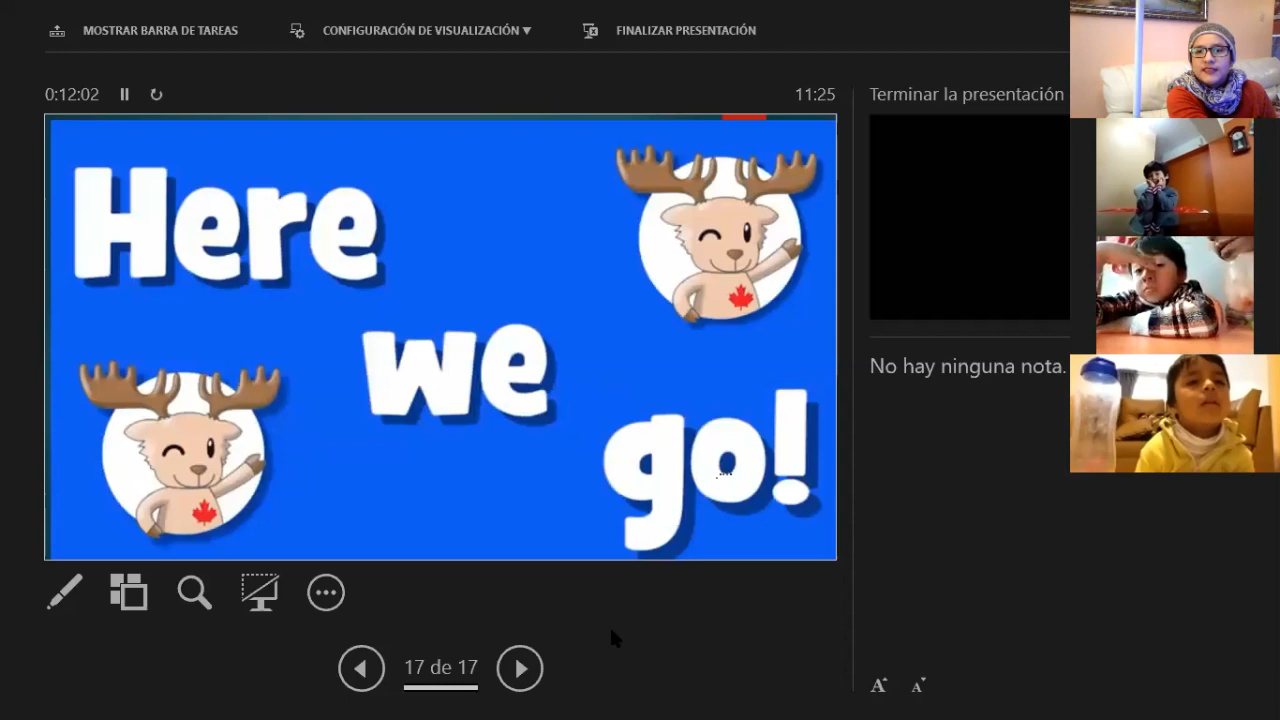 MOSTRAR BARRA DE TAREAS
CONFIGURACIÓN DE VISUALIZACIÓN ▼
FINALIZAR PRESENTACIÓN
0:12:02
11:25
Terminar la presentación
Here
we
go!
No hay ninguna nota.
17 de 17
A A